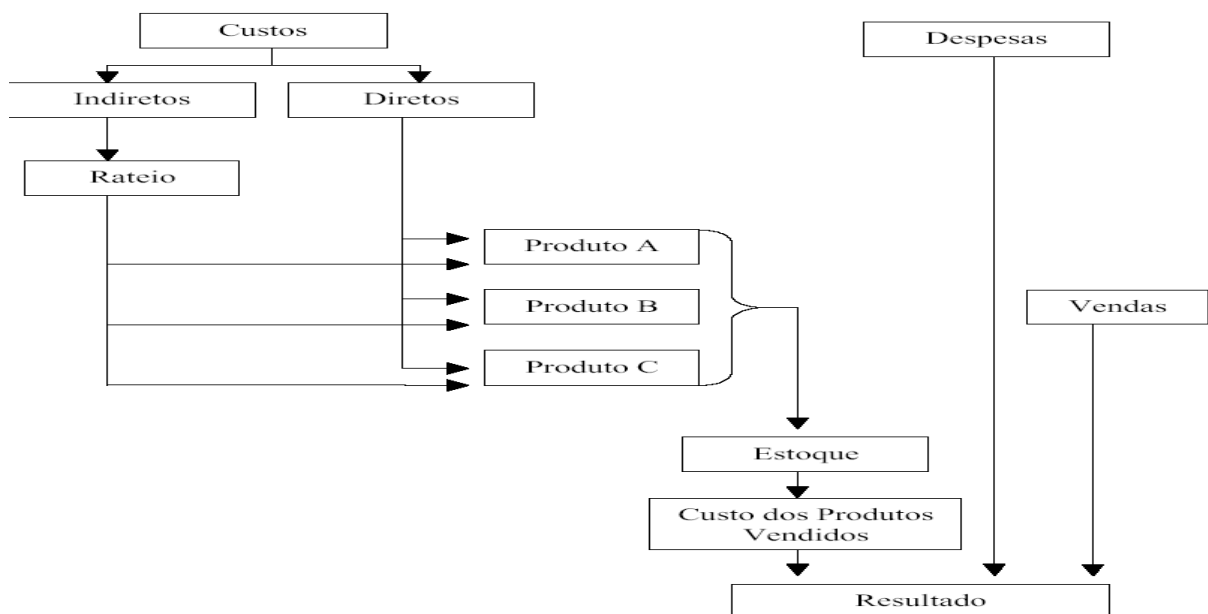 Custos
Despesas
Indiretos
Diretos
Rateio
Produto A
Produto B
Vendas
Produto C
Estoque
Custo dos Produtos
Vendidos
Resultado